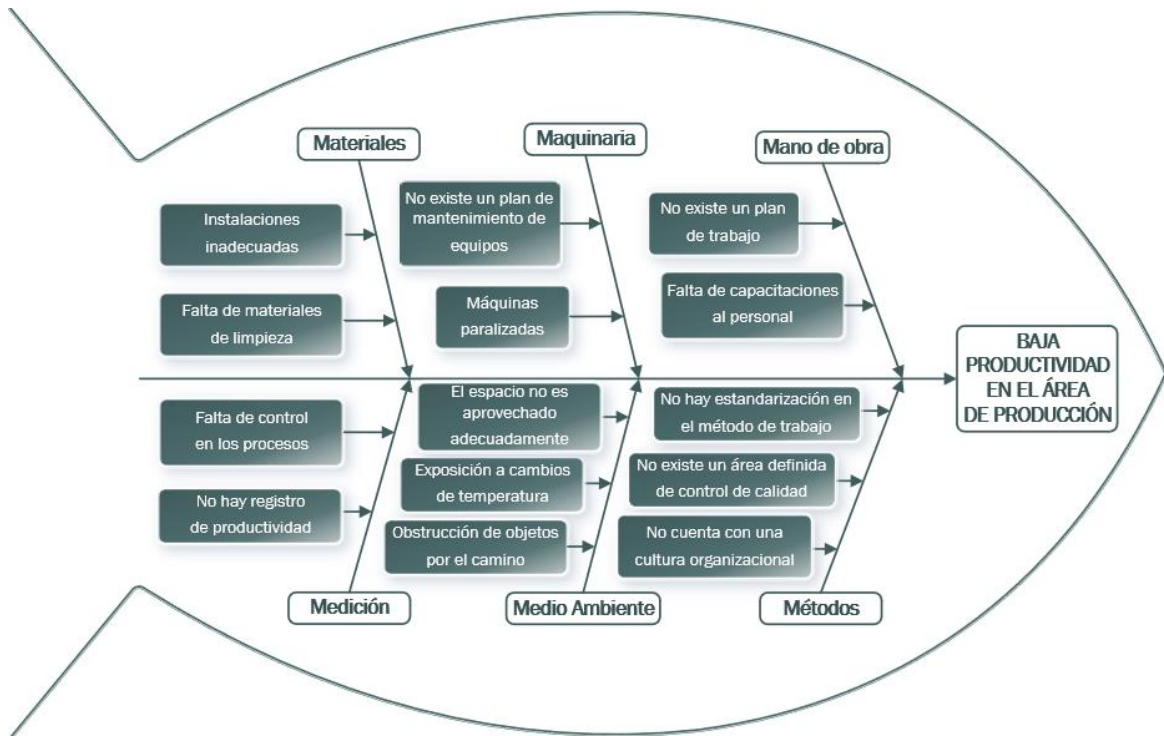 Materiales
Maquinaria
Mano de obra
Instalaciones
inadecuadas
Falta de materiales
de limpieza
No existe un plan de
mantenimiento de
equipos
Máquinas
paralizadas
No existe un plan
de trabajo
Falta de capacitaciones
al personal
BAJA
PRODUCTIVIDAD
EN EL ÁREA
DE PRODUCCIÓN
Falta de control
en los procesos
No hay registro
de productividad
El espacio no es
aprovechado
adecuadamente
Exposición a cambios
de temperatura
Obstrucción de objetos
por el camino
No hay estandarización en
el método de trabajo
No existe un área definida
de control de calidad
No cuenta con una
cultura organizacional
Medición
Medio Ambiente
Métodos